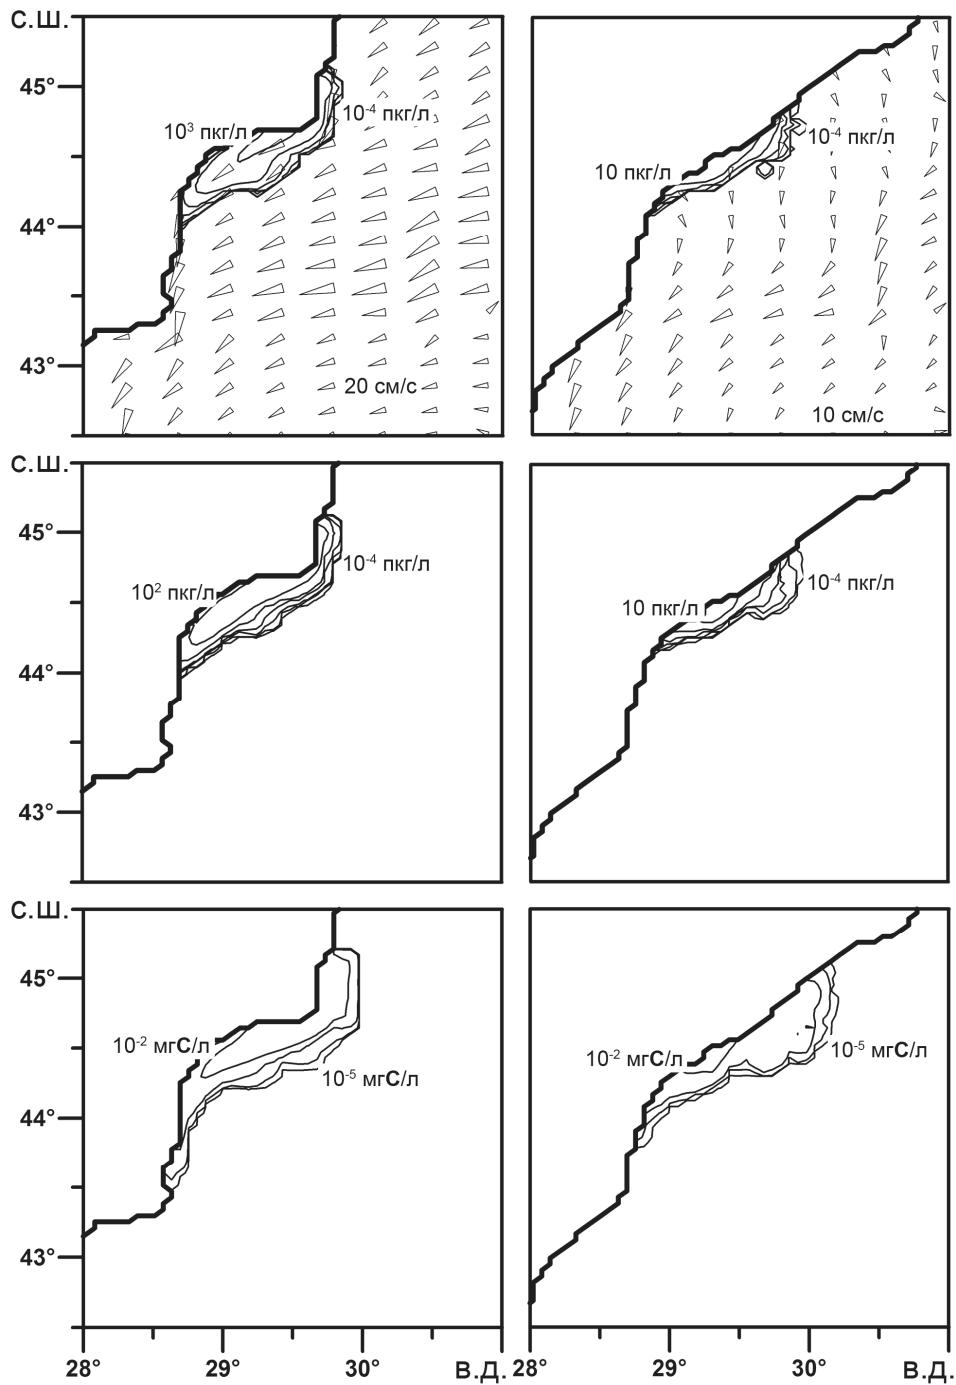 с.ш.
45°
10³ пкг/л
10⁻⁴ пкг/л
10⁻⁴ пкг/л
10 пкг/л
44°
43°
20 см/с
10 см/с
с.ш.
45°
10⁻⁴ пкг/л
10² пкг/л
10⁻⁴ пкг/л
10 пкг/л
44°
43°
с.ш.
45°
10⁻² мгС/л
10⁻⁵ мгС/л
10⁻² мгС/л
10⁻⁵ мгС/л
44°
43°
28° 29° 30° в.д. 28° 29° 30° в.д.